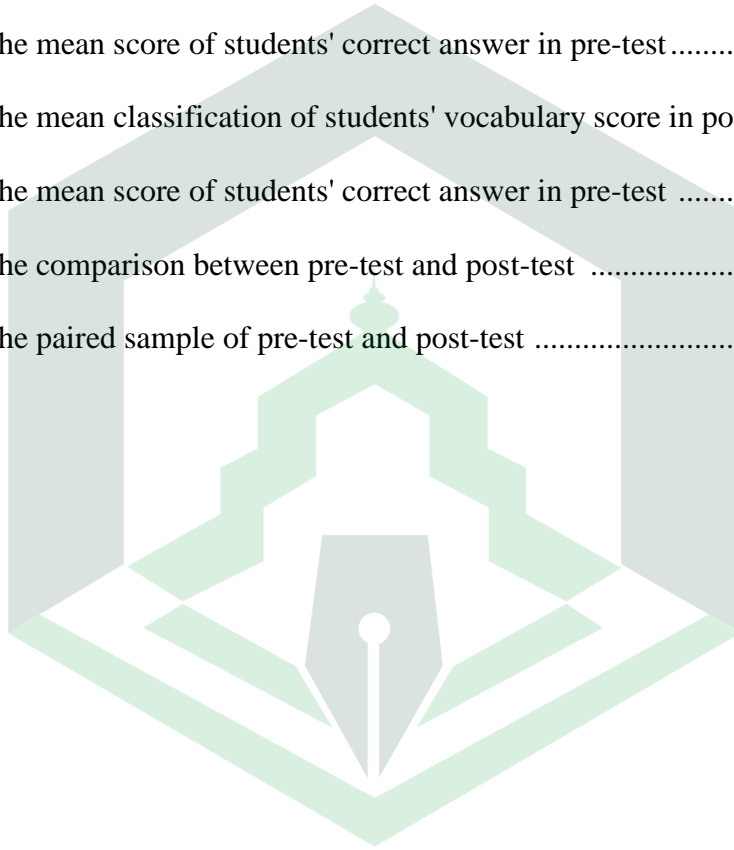 he mean score of students' correct answer in pre-test........
he mean classification of students' vocabulary score in po
he mean score of students' correct answer in pre-test .......
he comparison between pre-test and post-test ..................
he paired sample of pre-test and post-test .........................